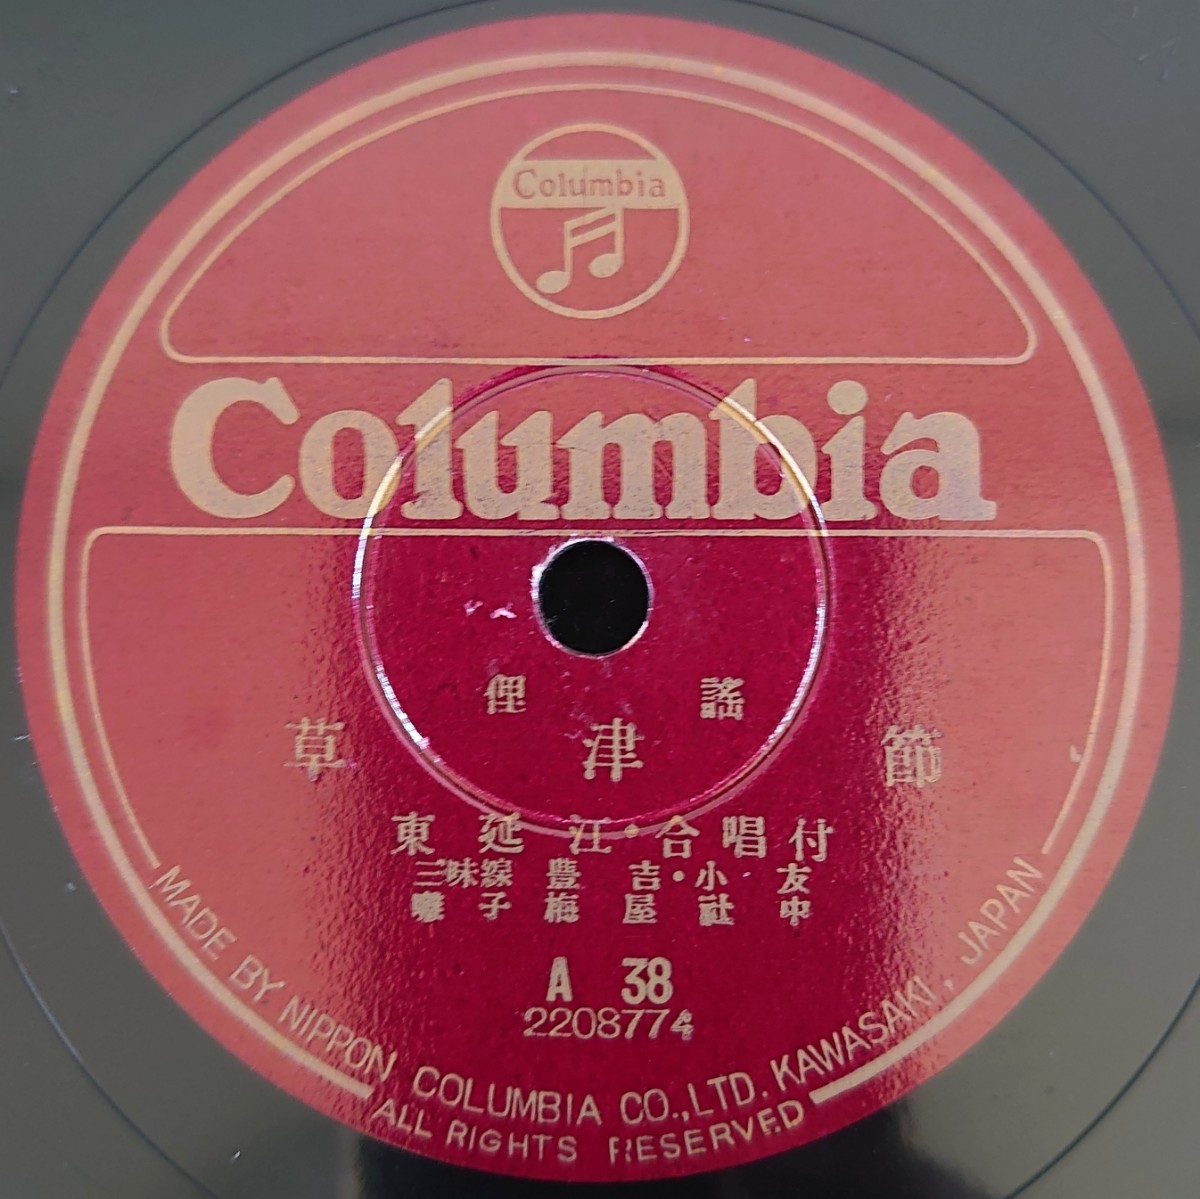 Columbia
Columbia
俚謠
草津節
東延江・合唱付
三味線 豊吉・小友
囃子 梅屋社中
A 38
2208774
MADE BY NIPPON COLUMBIA CO., LTD. KAWASAKI, JAPAN
ALL RIGHTS RESERVED